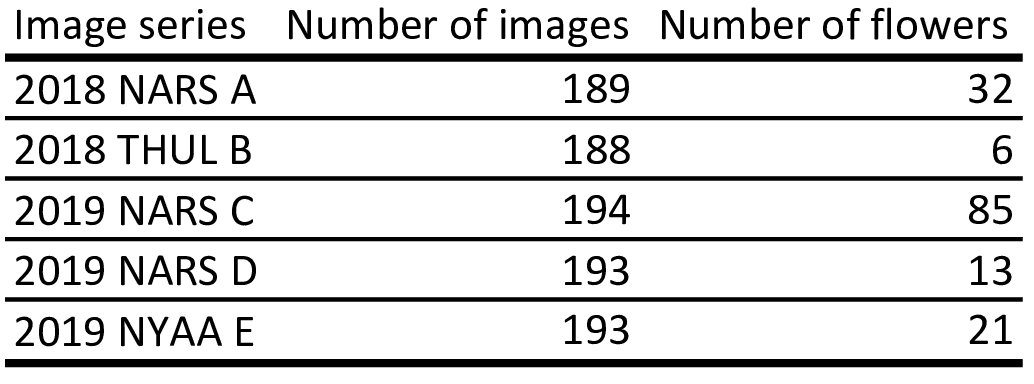 Image series Number of images Number of flowers
2018 NARS A 189 32
2018 THUL B 188 6
2019 NARS C 194 85
2019 NARS D 193 13
2019 NYAA E 193 21